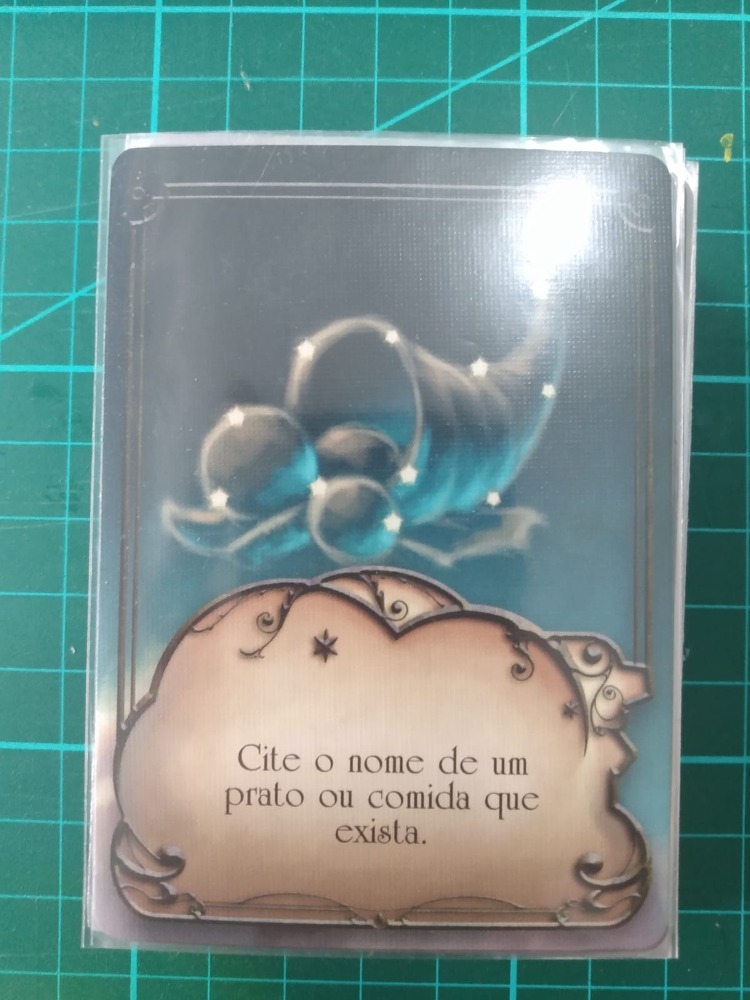 Cite o nome de um
prato ou comida que
exista.